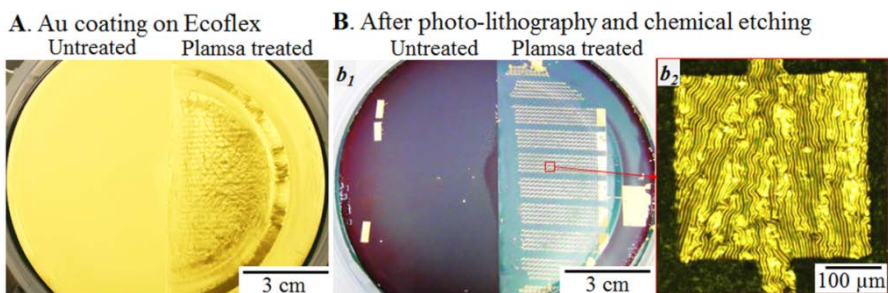 A. Au coating on Ecoflex
Untreated Plamsa treated
3 cm
B. After photo-lithography and chemical etching
Untreated Plamsa treated
b1
3 cm
b2
100 μm